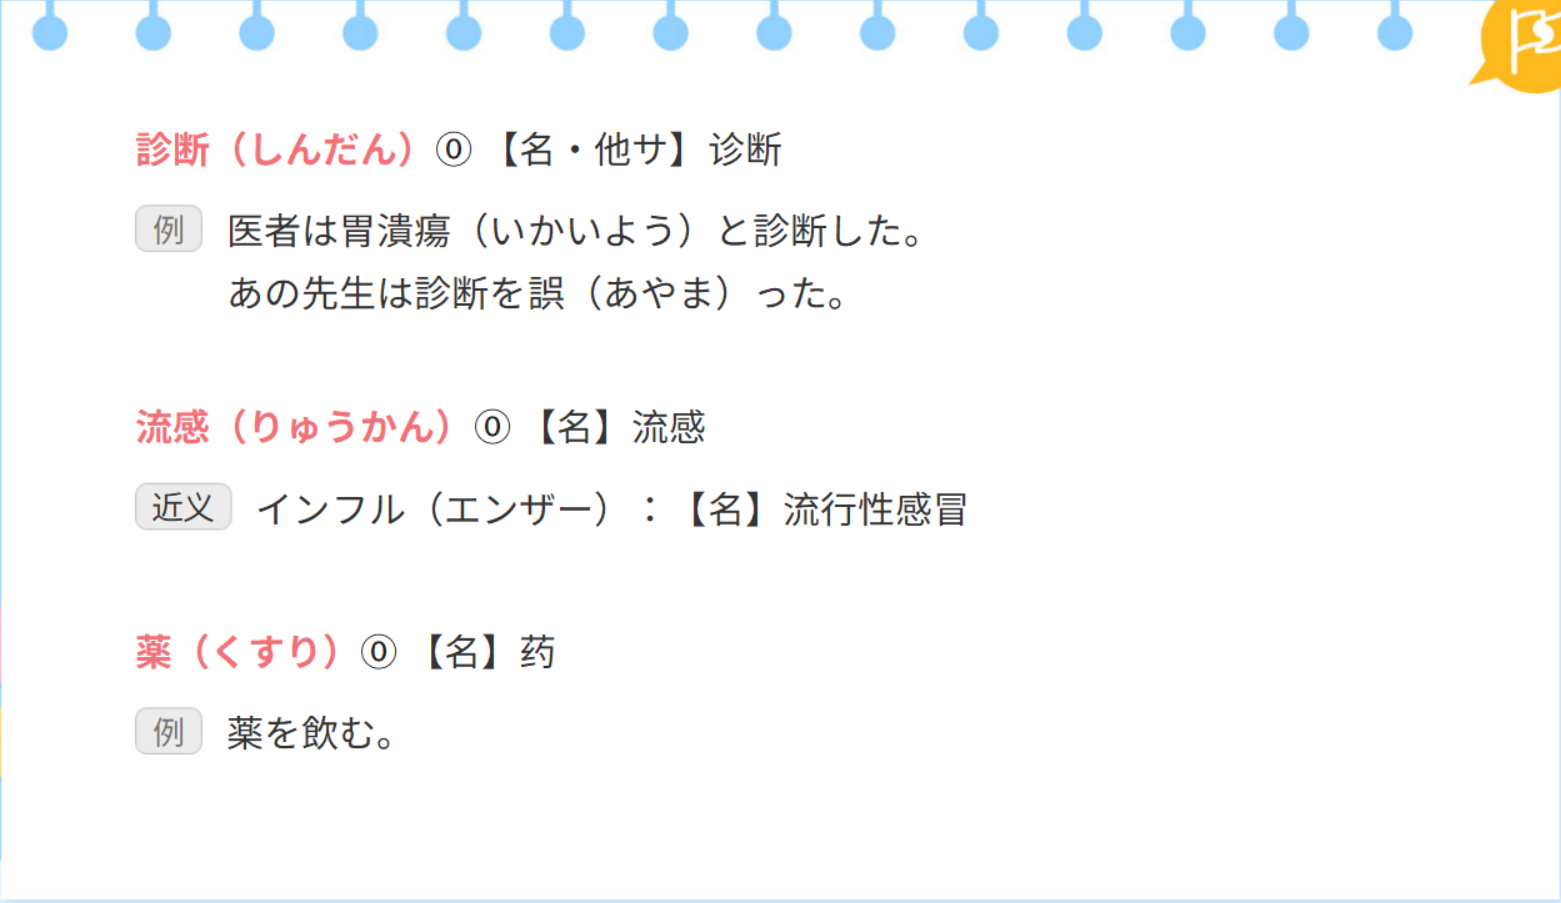 診断（しんだん）⓪ 【名・他サ】诊断
例 医者は胃潰瘍（いかいよう）と診断した。
あの先生は診断を誤（あやま）った。
流感（りゅうかん）⓪ 【名】流感
近义 インフル（エンザー）：【名】流行性感冒
薬（くすり）⓪ 【名】药
例 薬を飲む。